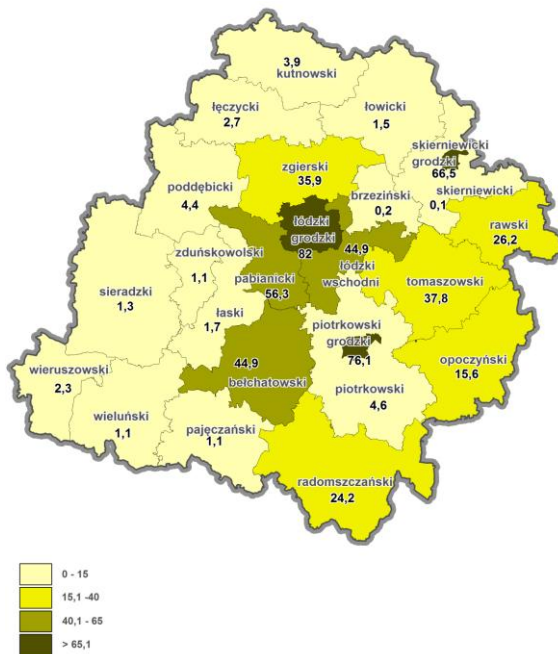 3,9
kutnowski
łęczycki
2,7
łowicki
1,5
skierniewicki
grodzki
66,5
zgierski
35,9
poddębicki
4,4
brzeziński
0,2
skierniewicki
0,1
rawski
26,2
łódzki
grodzki
82
44,9
łódzki
wschodni
zduńskowolski
1,1
pabianicki
56,3
tomaszowski
37,8
sieradzki
1,3
łaski
1,7
piotrkowski
grodzki
76,1
44,9
bełchatowski
opoczyński
15,6
wieruszowski
2,3
piotrkowski
4,6
wieluński
1,1
pajęczański
1,1
radomszczański
24,2
0 - 15
15,1 -40
40,1 - 65
> 65,1